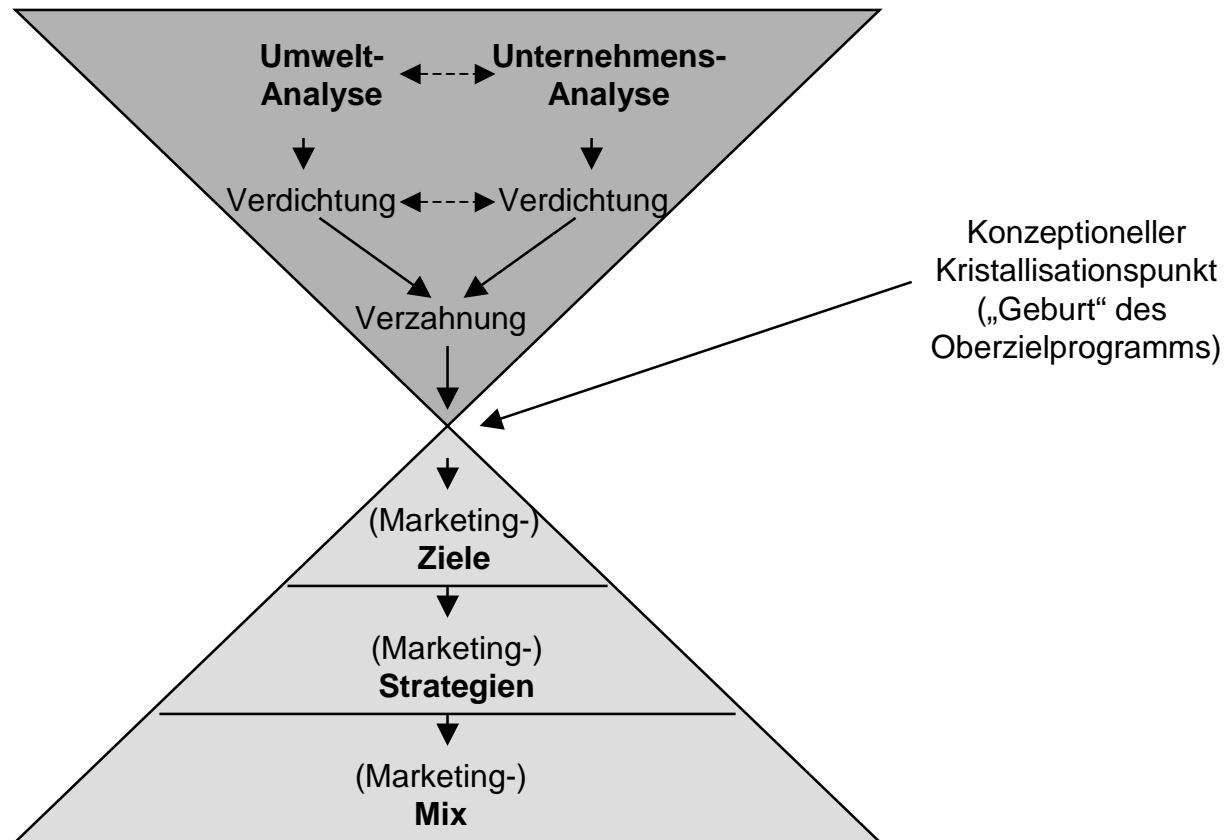 Umwelt-
Analyse
Unternehmens-
Analyse
Verdichtung
Verdichtung
Verzahnung
Konzeptioneller
Kristallisationspunkt
(„Geburt“ des
Oberzielprogramms)
(Marketing-)
Ziele
(Marketing-)
Strategien
(Marketing-)
Mix